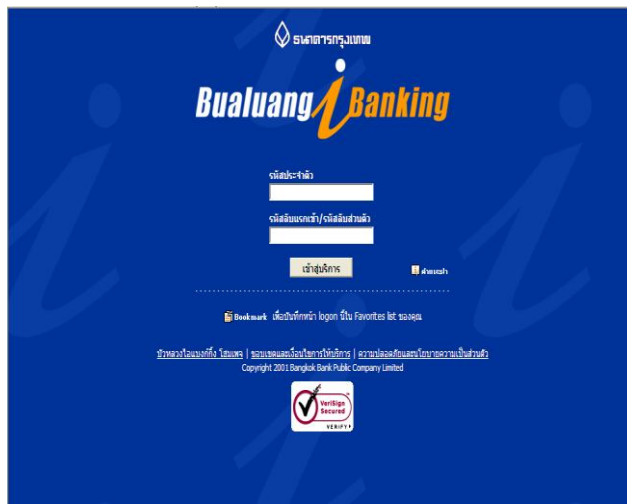 ธนาคารกรุงเทพ
Bualuang i Banking
รหัสประจำตัว
รหัสลับแรกเข้า/รหัสลับส่วนตัว
เข้าสู่บริการ
คำแนะนำ
Bookmark เพื่อบันทึกหน้า logon นี้ใน Favorites list ของคุณ
บัวหลวงไอแบงก์กิ้ง โฮมเพจ | ขอบเขตและเงื่อนไขการให้บริการ | ความปลอดภัยและนโยบายความเป็นส่วนตัว
Copyright 2001 Bangkok Bank Public Company Limited
VeriSign
Secured
VERIFY